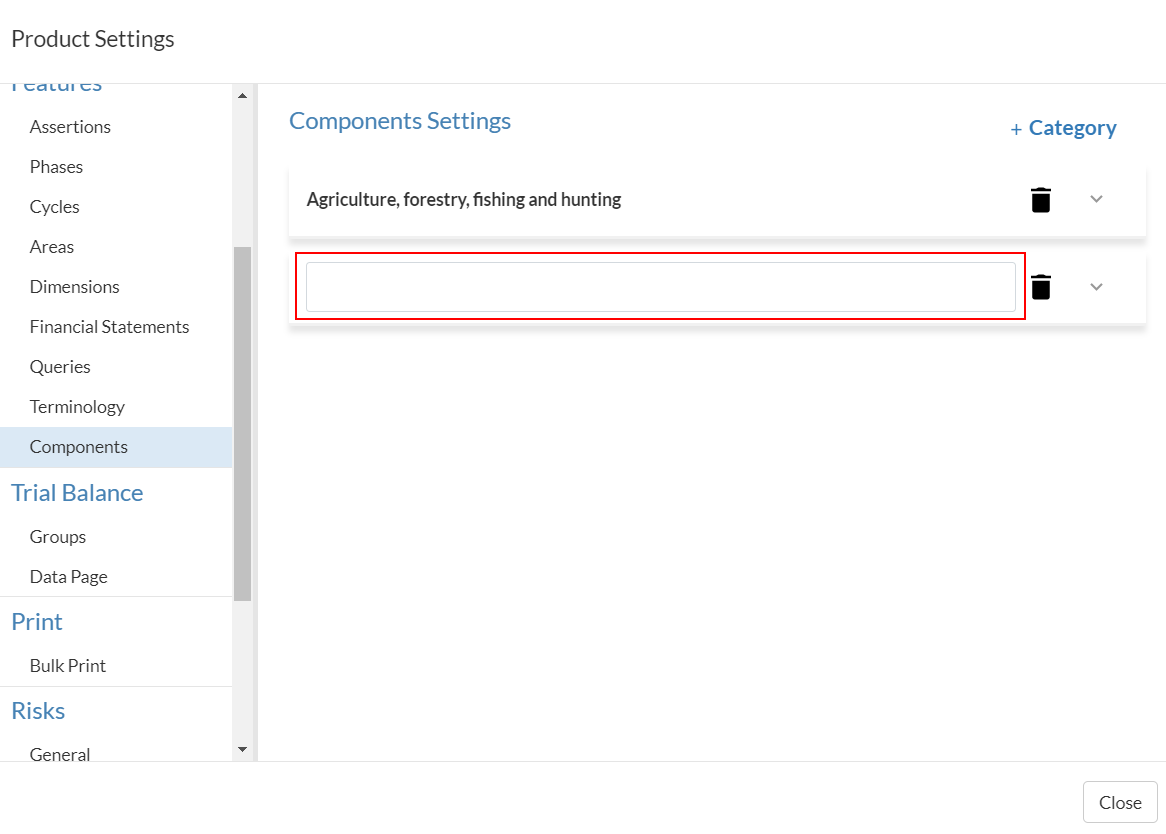 Product Settings
Features
Assertions
Phases
Cycles
Areas
Dimensions
Financial Statements
Queries
Terminology
Components
Trial Balance
Groups
Data Page
Print
Bulk Print
Risks
General
Components Settings
+ Category
Agriculture, forestry, fishing and hunting
Close